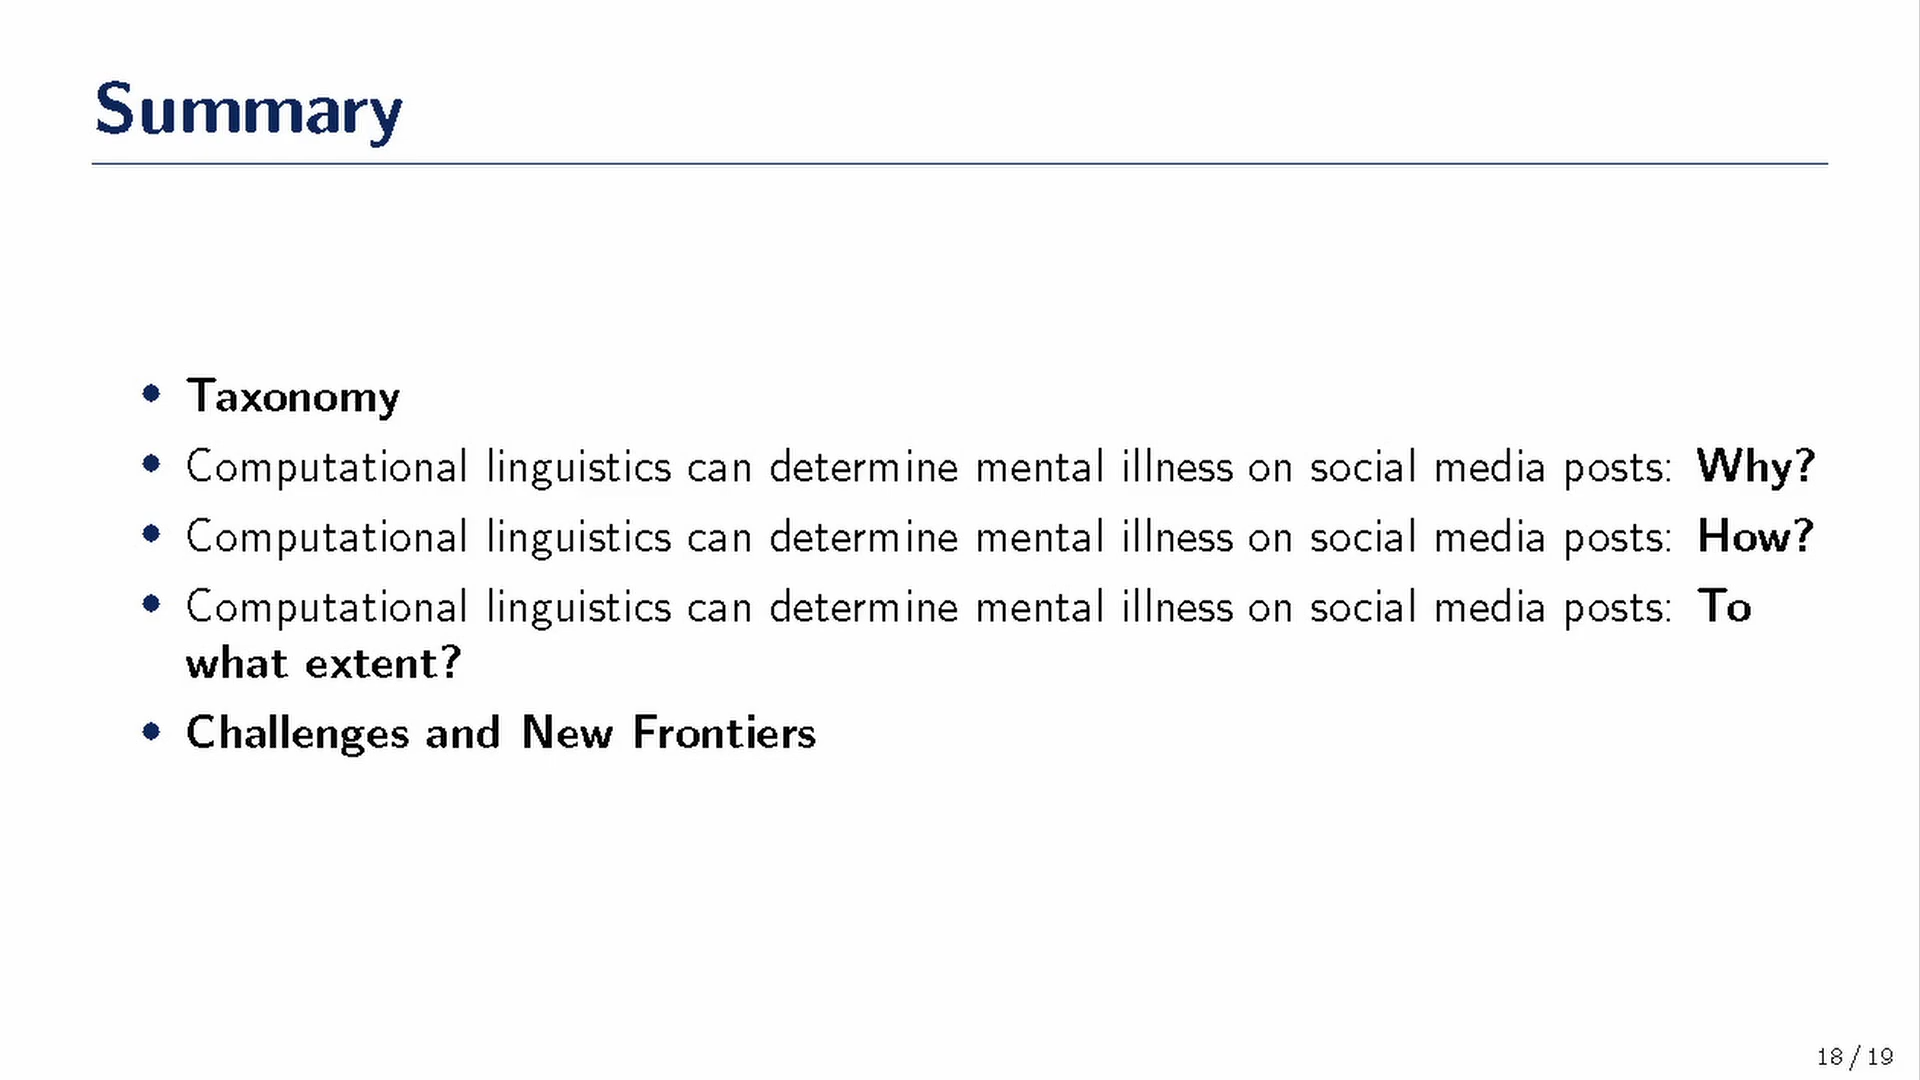 Summary
• Taxonomy
• Computational linguistics can determine mental illness on social media posts: Why?
• Computational linguistics can determine mental illness on social media posts: How?
• Computational linguistics can determine mental illness on social media posts: To
what extent?
• Challenges and New Frontiers
18 / 19